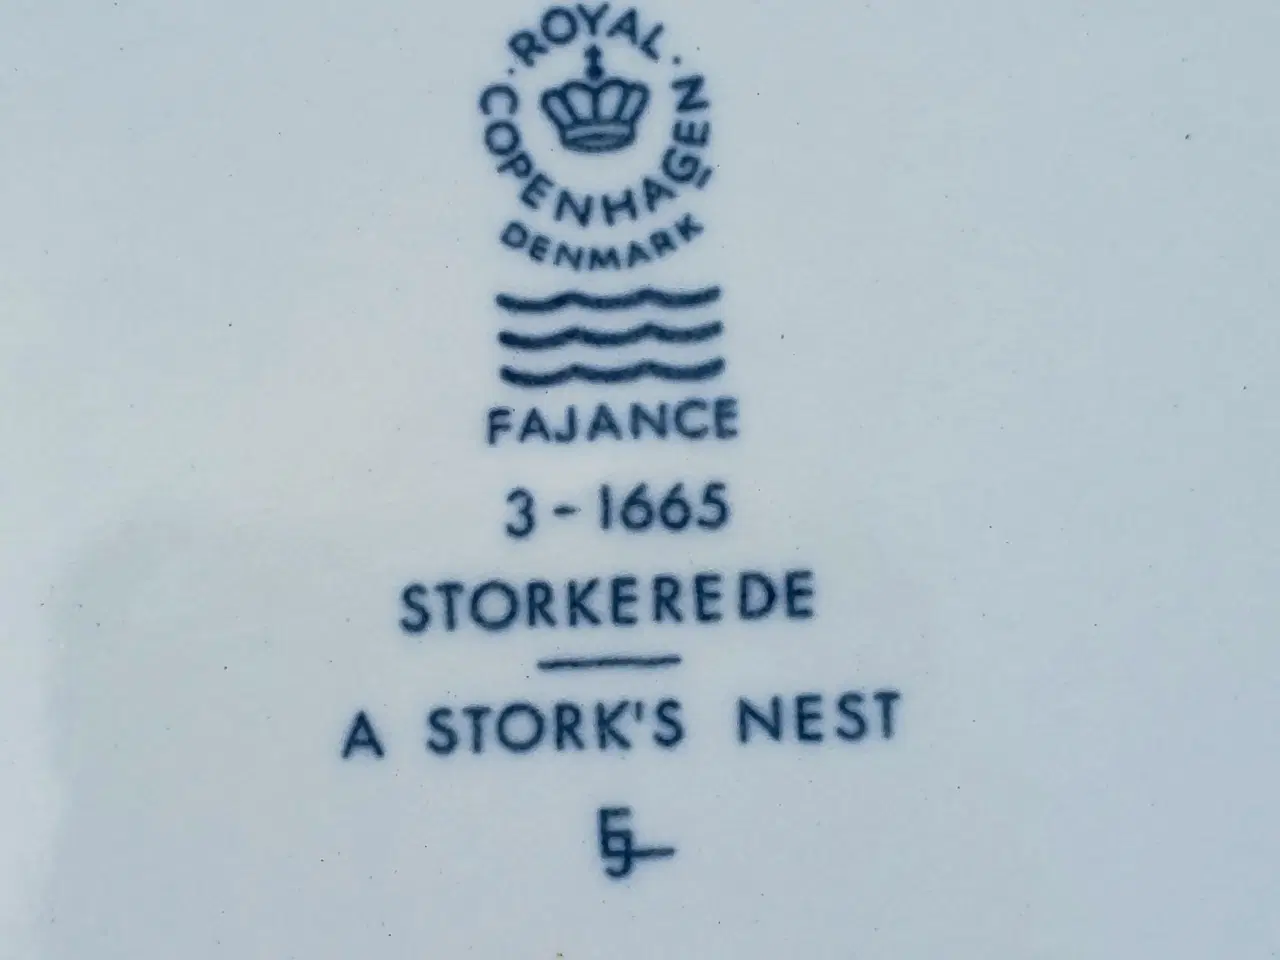 ROYAL
COPENHAGEN
DENMARK
FAJANCE
3-1665
STORKEREDE
A STORK'S NEST